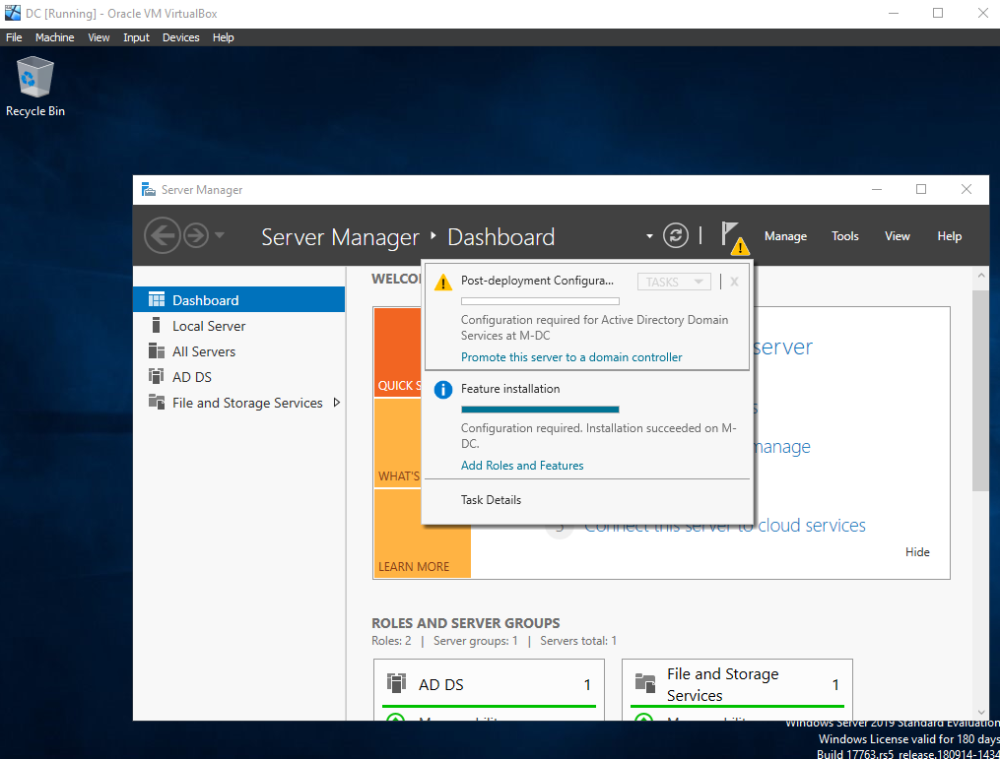 DC [Running] - Oracle VM VirtualBox
File Machine View Input Devices Help
Recycle Bin
Server Manager
Server Manager Dashboard
Manage Tools View Help
Dashboard
Local Server
All Servers
AD DS
File and Storage Services
WELCO
Post-deployment Configura...
TASKS
x
Configuration required for Active Directory Domain
Services at M-DC
Promote this server to a domain controller
Feature installation
Configuration required. Installation succeeded on M-
DC.
Add Roles and Features
Task Details
server
QUICK S
manage
WHAT'S
Connect this server to cloud services
LEARN MORE
Hide
ROLES AND SERVER GROUPS
Roles: 2 | Server groups: 1 | Servers total: 1
AD DS 1
File and Storage
Services 1
Windows Server 2019 Standard Evaluation
Windows License valid for 180 days
Build 17763.rs5_release.180914-1434